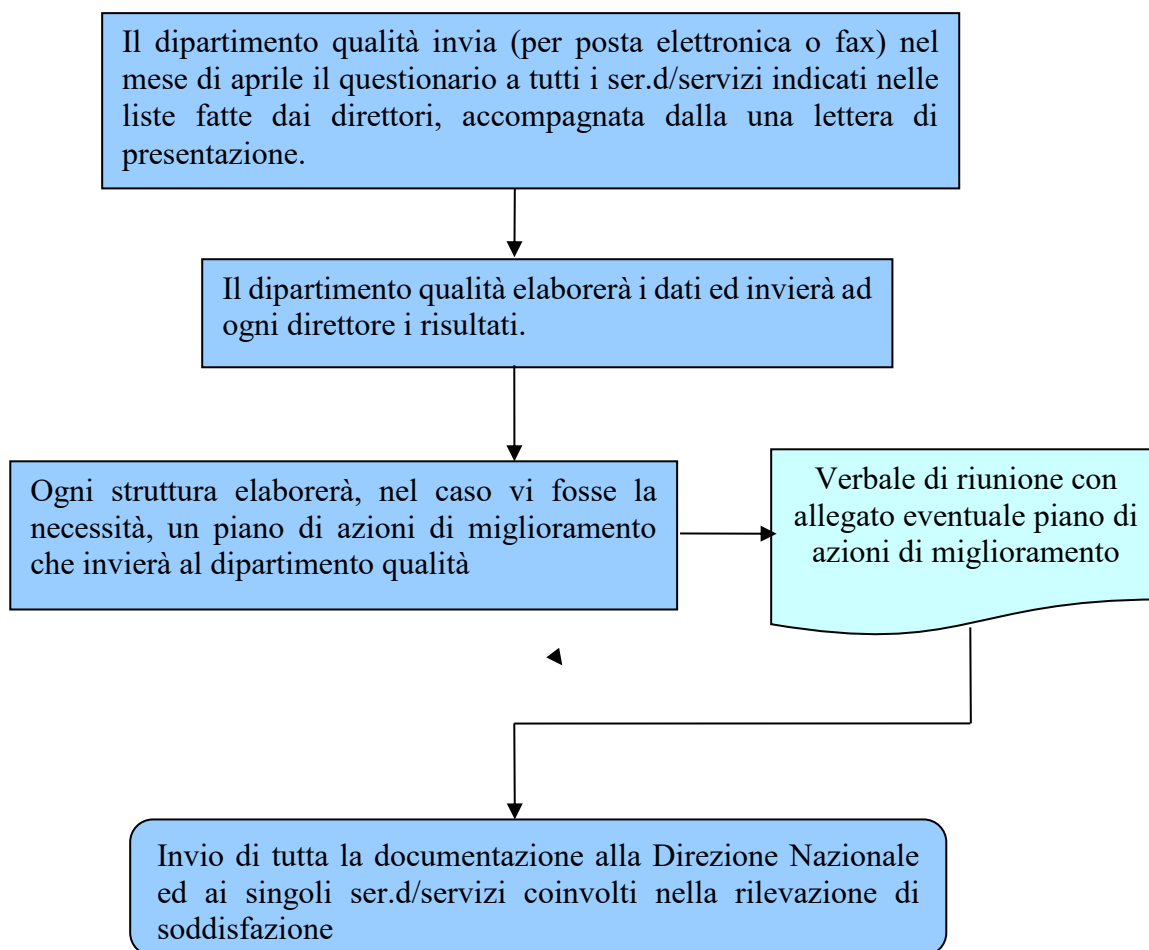 Il dipartimento qualità invia (per posta elettronica o fax) nel
mese di aprile il questionario a tutti i ser.d/servizi indicati nelle
liste fatte dai direttori, accompagnata dalla una lettera di
presentazione.
Il dipartimento qualità elaborerà i dati ed invierà ad
ogni direttore i risultati.
Ogni struttura elaborerà, nel caso vi fosse la
necessità, un piano di azioni di miglioramento
che invierà al dipartimento qualità
Verbale di riunione con
allegato eventuale piano di
azioni di miglioramento
Invio di tutta la documentazione alla Direzione Nazionale
ed ai singoli ser.d/servizi coinvolti nella rilevazione di
soddisfazione